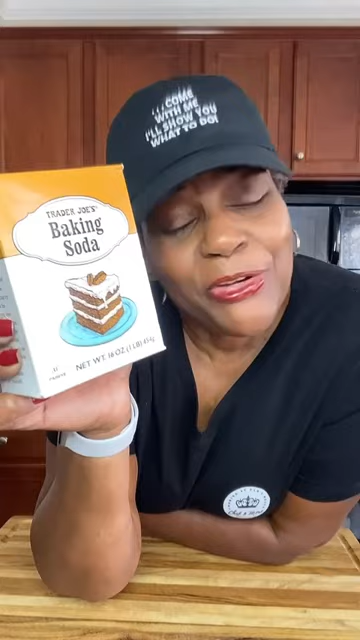 COME
WITH ME
I'LL SHOW YOU
WHAT TO DO!
TRADER JOE'S
Baking
Soda
NET WT. 16 OZ (1 LB) 454g